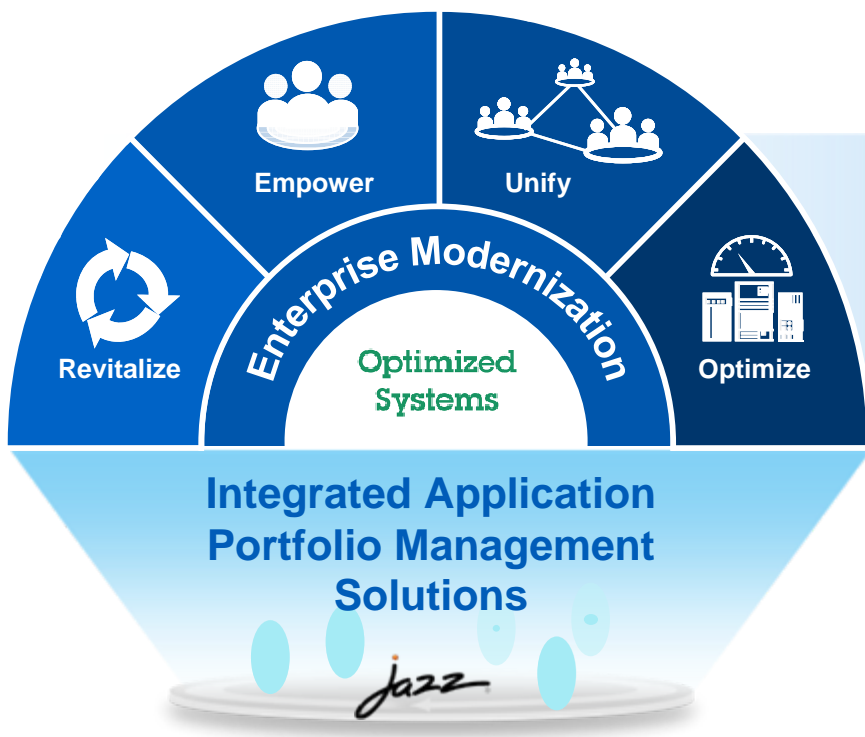 Empower
Unify
Revitalize
Optimize
Enterprise Modernization
Optimized
Systems
Integrated Application
Portfolio Management
Solutions
jazz